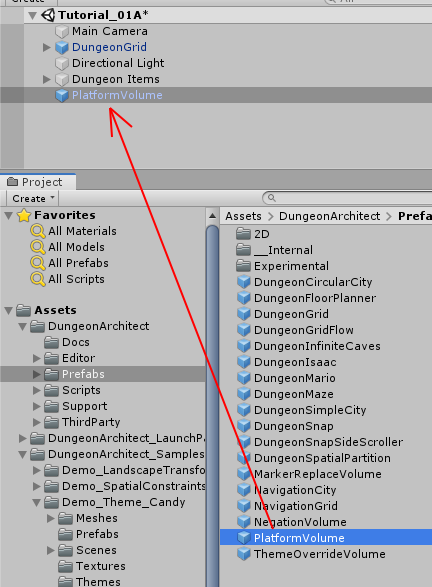 Create
All
Tutorial_01A*
Main Camera
DungeonGrid
Directional Light
Dungeon Items
PlatformVolume
Project
Create
Favorites
All Materials
All Models
All Prefabs
All Scripts
Assets
DungeonArchitect
Docs
Editor
Prefabs
Scripts
Support
ThirdParty
DungeonArchitect_LaunchP
DungeonArchitect_Samples
Demo_LandscapeTransfo
Demo_SpatialConstraints
Demo_Theme_Candy
Meshes
Prefabs
Scenes
Textures
Themes
Assets DungeonArchitect Prefa
2D
__Internal
Experimental
DungeonCircularCity
DungeonFloorPlanner
DungeonGrid
DungeonGridFlow
DungeonInfiniteCaves
DungeonIsaac
DungeonMario
DungeonMaze
DungeonSimpleCity
DungeonSnap
DungeonSnapSideScroller
DungeonSpatialPartition
MarkerReplaceVolume
NavigationCity
NavigationGrid
NegationVolume
PlatformVolume
ThemeOverrideVolume